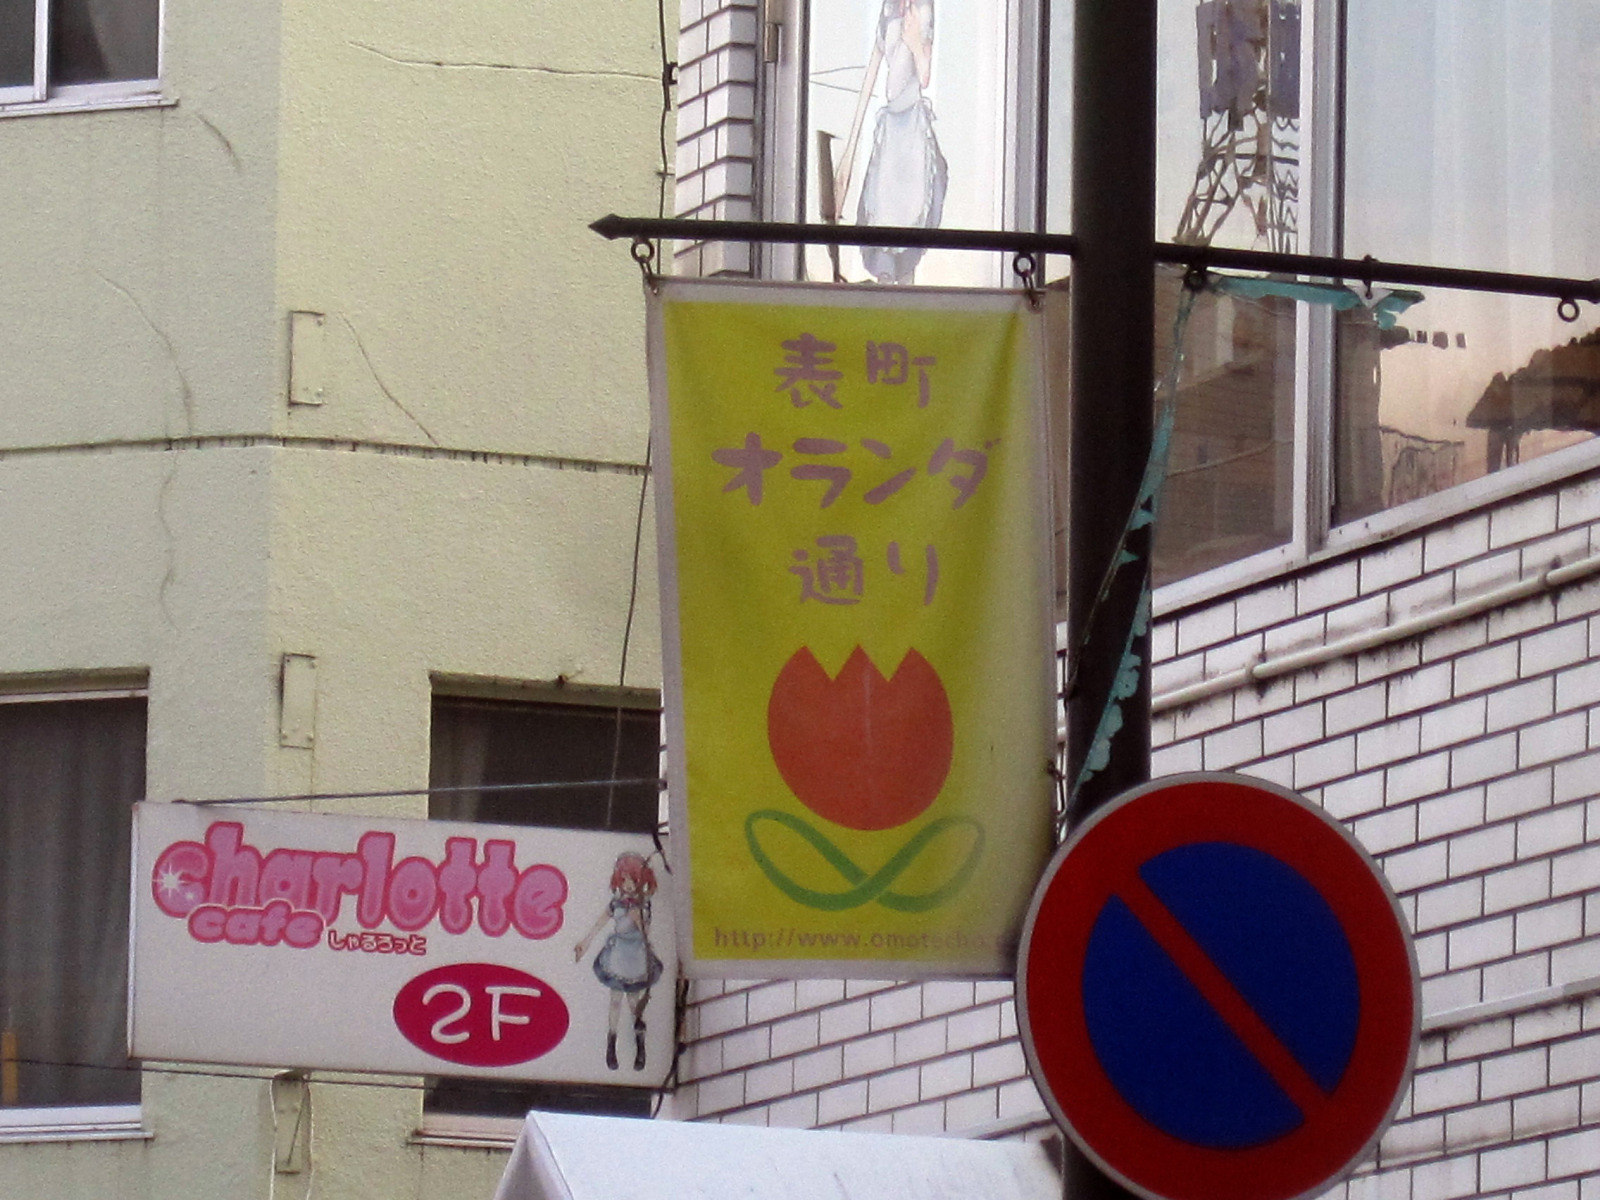 表町
オランダ
通り
http://www.omotecho.
charlotte
cafe しゃるろっと
2F